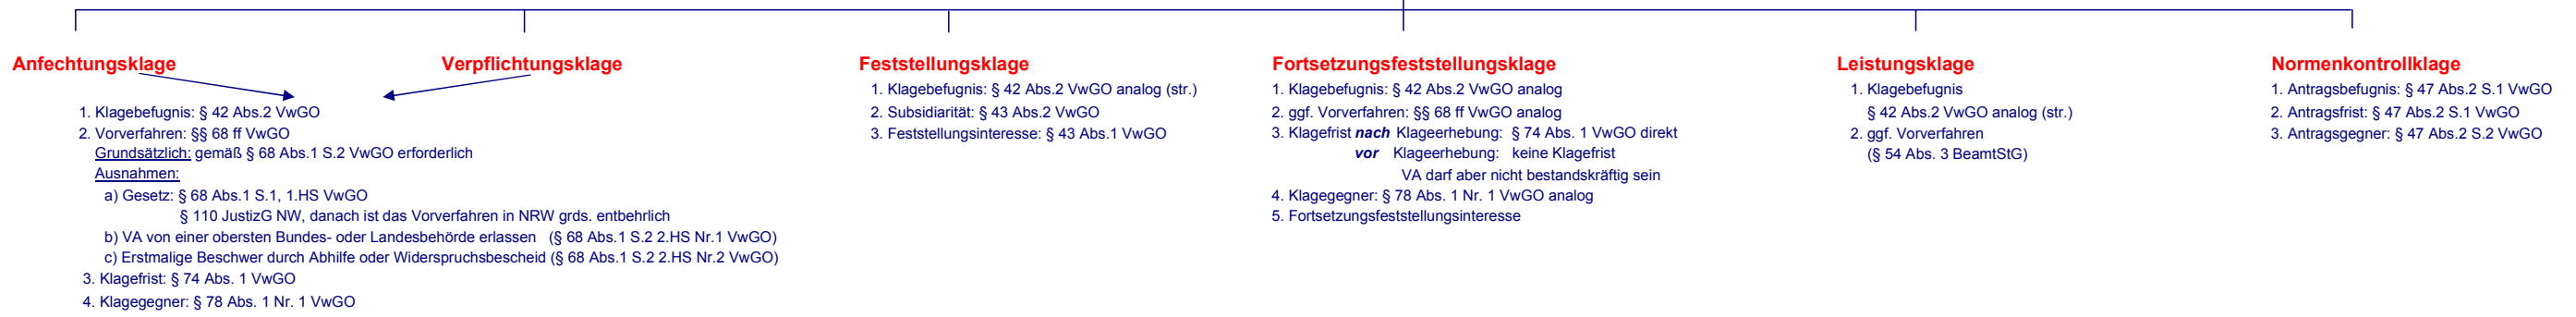 Anfechtungsklage
Verpflichtungsklage
1. Klagebefugnis: § 42 Abs.2 VwGO
2. Vorverfahren: §§ 68 ff VwGO
Grundsätzlich: gemäß § 68 Abs.1 S.2 VwGO erforderlich
Ausnahmen:
a) Gesetz: § 68 Abs.1 S.1, 1.HS VwGO
§ 110 JustizG NW, danach ist das Vorverfahren in NRW grds. entbehrlich
b) VA von einer obersten Bundes- oder Landesbehörde erlassen (§ 68 Abs.1 S.2 2.HS Nr.1 VwGO)
c) Erstmalige Beschwer durch Abhilfe oder Widerspruchsbescheid (§ 68 Abs.1 S.2 2.HS Nr.2 VwGO)
3. Klagefrist: § 74 Abs. 1 VwGO
4. Klagegegner: § 78 Abs. 1 Nr. 1 VwGO
Feststellungsklage
1. Klagebefugnis: § 42 Abs.2 VwGO analog (str.)
2. Subsidiarität: § 43 Abs.2 VwGO
3. Feststellungsinteresse: § 43 Abs.1 VwGO
Fortsetzungsfeststellungsklage
1. Klagebefugnis: § 42 Abs.2 VwGO analog
2. ggf. Vorverfahren: §§ 68 ff VwGO analog
3. Klagefrist nach Klageerhebung: § 74 Abs. 1 VwGO direkt
vor Klageerhebung: keine Klagefrist
VA darf aber nicht bestandskräftig sein
4. Klagegegner: § 78 Abs. 1 Nr. 1 VwGO analog
5. Fortsetzungsfeststellungsinteresse
Leistungsklage
1. Klagebefugnis
§ 42 Abs.2 VwGO analog (str.)
2. ggf. Vorverfahren
(§ 54 Abs. 3 BeamtStG)
Normenkontrollklage
1. Antragsbefugnis: § 47 Abs.2 S.1 VwGO
2. Antragsfrist: § 47 Abs.2 S.1 VwGO
3. Antragsgegner: § 47 Abs.2 S.2 VwGO